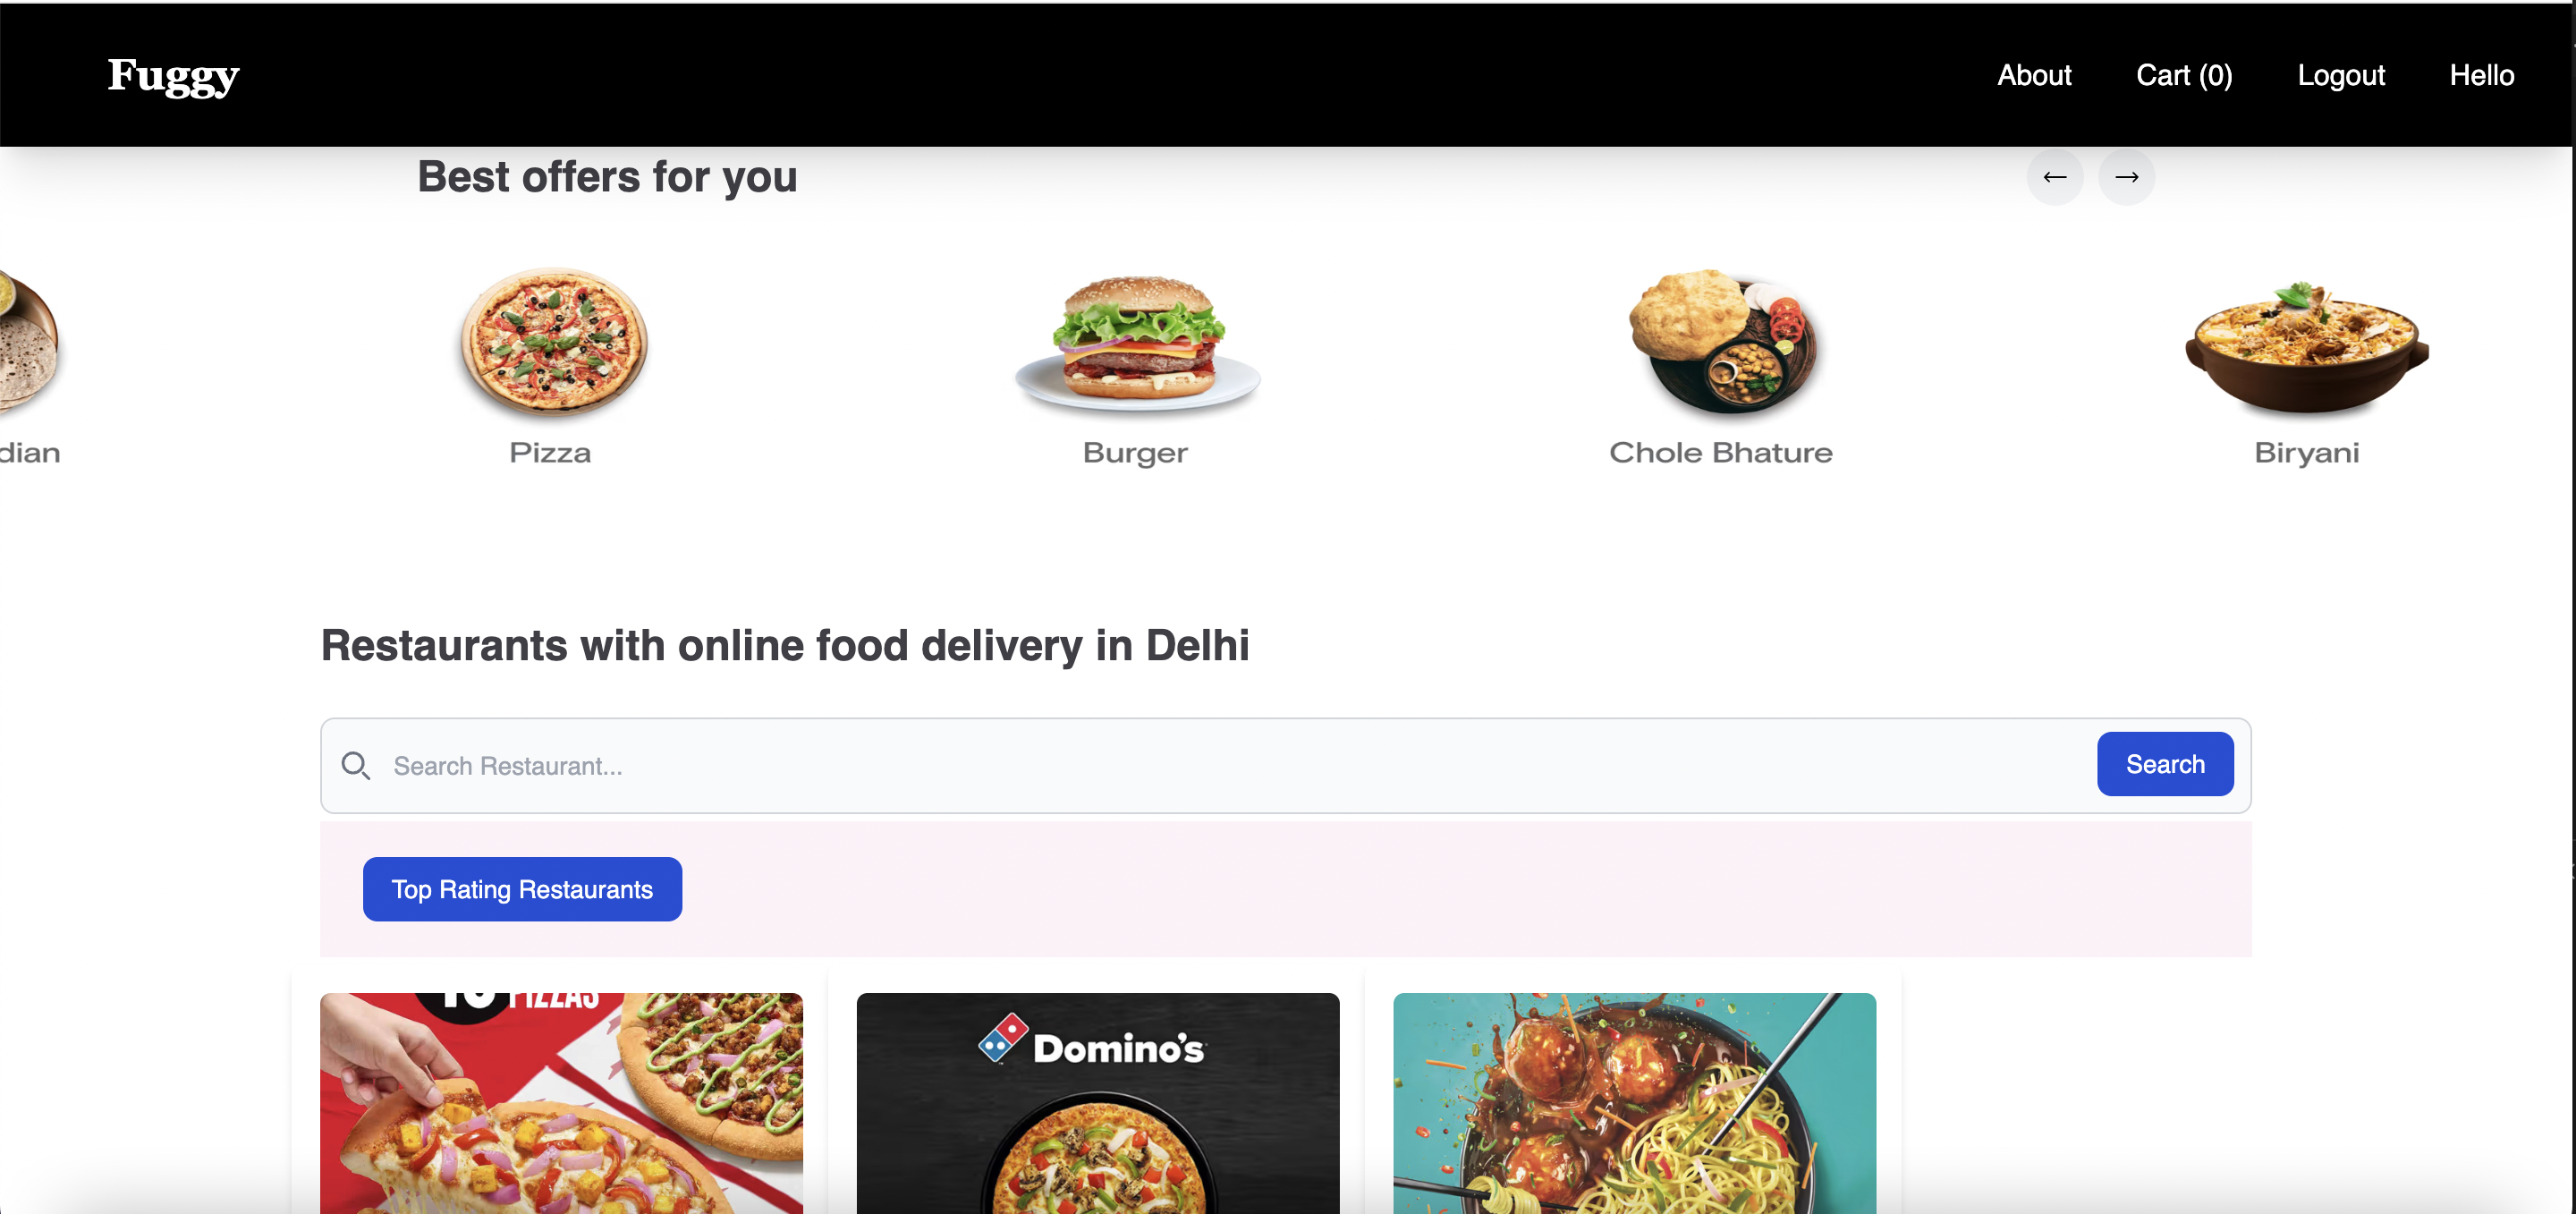 Fuggy
About
Cart (0)
Logout
Hello
Best offers for you
dian
Pizza
Burger
Chole Bhature
Biryani
Restaurants with online food delivery in Delhi
Search Restaurant...
Search
Top Rating Restaurants
PIZZAS
Domino's